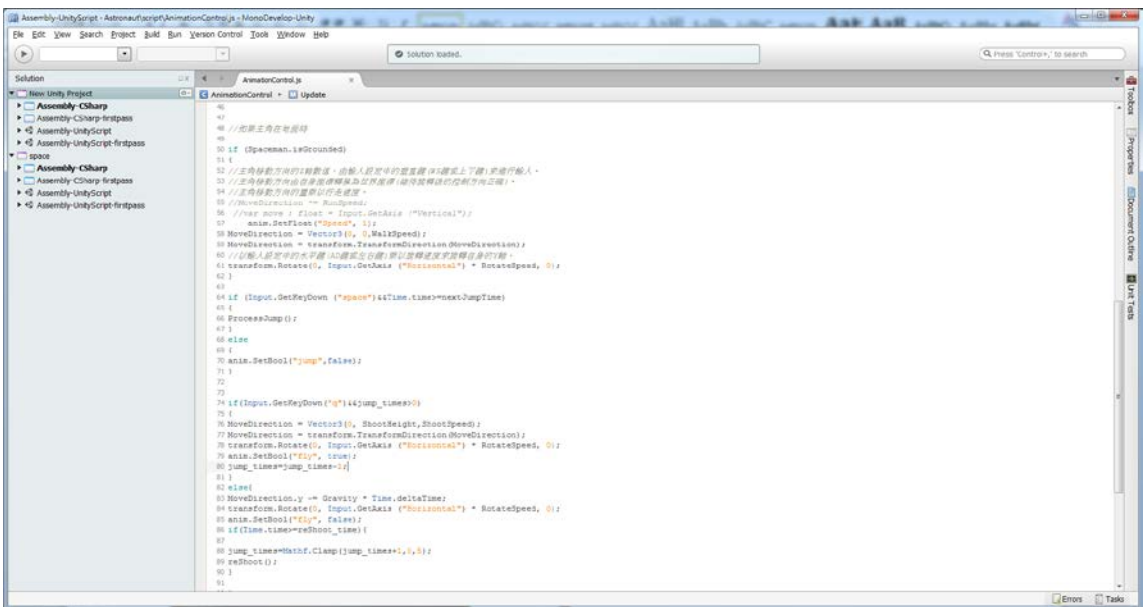 Assembly-UnityScript - Astronaut\script\AnimationControl.js - MonoDevelop-Unity
File Edit View Search Project Build Run Version Control Tools Window Help
Solution loaded.
Press 'Control+,' to search
Solution
AnimationControl.js
New Unity Project
AnimationControl
Update
Assembly-CSharp
Assembly-CSharp-firstpass
Assembly-UnityScript
Assembly-UnityScript-firstpass
space
Assembly-CSharp
Assembly-CSharp-firstpass
Assembly-UnityScript
Assembly-UnityScript-firstpass
46
47
48 //如果主角在地面時
49
50 if (Spaceman.isGrounded)
51 {
52 //主角移動方向的Z軸數值，由輸入設定中的垂直鍵(WS鍵或上下鍵)來進行輸入。
53 //主角移動方向由自身座標轉換為世界座標(維持旋轉後的控制方向正確)。
54 //主角移動方向的量乘以行走速度。
55 //MoveDirection *= RunSpeed;
56 //var move : float = Input.GetAxis ("Vertical");
57 anim.SetFloat("Speed", 1);
58 MoveDirection = Vector3(0, 0,WalkSpeed);
59 MoveDirection = transform.TransformDirection(MoveDirection);
60 //以輸入設定中的水平鍵(AD鍵或左右鍵)乘以旋轉速度來旋轉自身的Y軸。
61 transform.Rotate(0, Input.GetAxis ("Horizontal") * RotateSpeed, 0);
62 }
63
64 if (Input.GetKeyDown ("space")&&Time.time>=nextJumpTime)
65 {
66 ProcessJump();
67 }
68 else
69 {
70 anim.SetBool("jump",false);
71 }
72
73
74 if(Input.GetKeyDown("q")&&jump_times>0)
75 {
76 MoveDirection = Vector3(0, ShootHeight,ShootSpeed);
77 MoveDirection = transform.TransformDirection(MoveDirection);
78 transform.Rotate(0, Input.GetAxis ("Horizontal") * RotateSpeed, 0);
79 anim.SetBool("fly", true);
80 jump_times=jump_times-1;
81 }
82 else{
83 MoveDirection.y -= Gravity * Time.deltaTime;
84 transform.Rotate(0, Input.GetAxis ("Horizontal") * RotateSpeed, 0);
85 anim.SetBool("fly", false);
86 if(Time.time>=reShoot_time){
87
88 jump_times=Mathf.Clamp(jump_times+1,1,5);
89 reShoot();
90 }
91
Toolbox
Properties
Document Outline
Unit Tests
Errors
Tasks